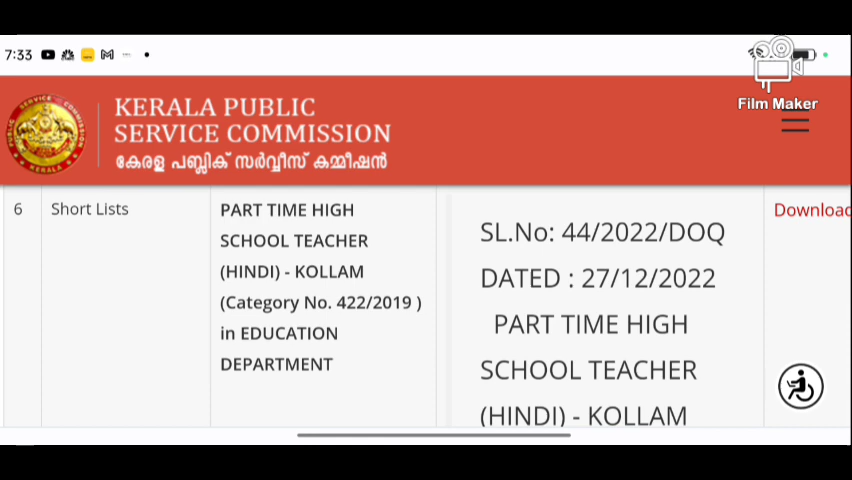 7:33
Film Maker
KERALA PUBLIC
SERVICE COMMISSION
കേരള പബ്ലിക് സർവ്വീസ് കമ്മീഷൻ
6
Short Lists
PART TIME HIGH
SCHOOL TEACHER
(HINDI) - KOLLAM
(Category No. 422/2019 )
in EDUCATION
DEPARTMENT
SL.No: 44/2022/DOQ
DATED : 27/12/2022
PART TIME HIGH
SCHOOL TEACHER
(HINDI) - KOLLAM
Download